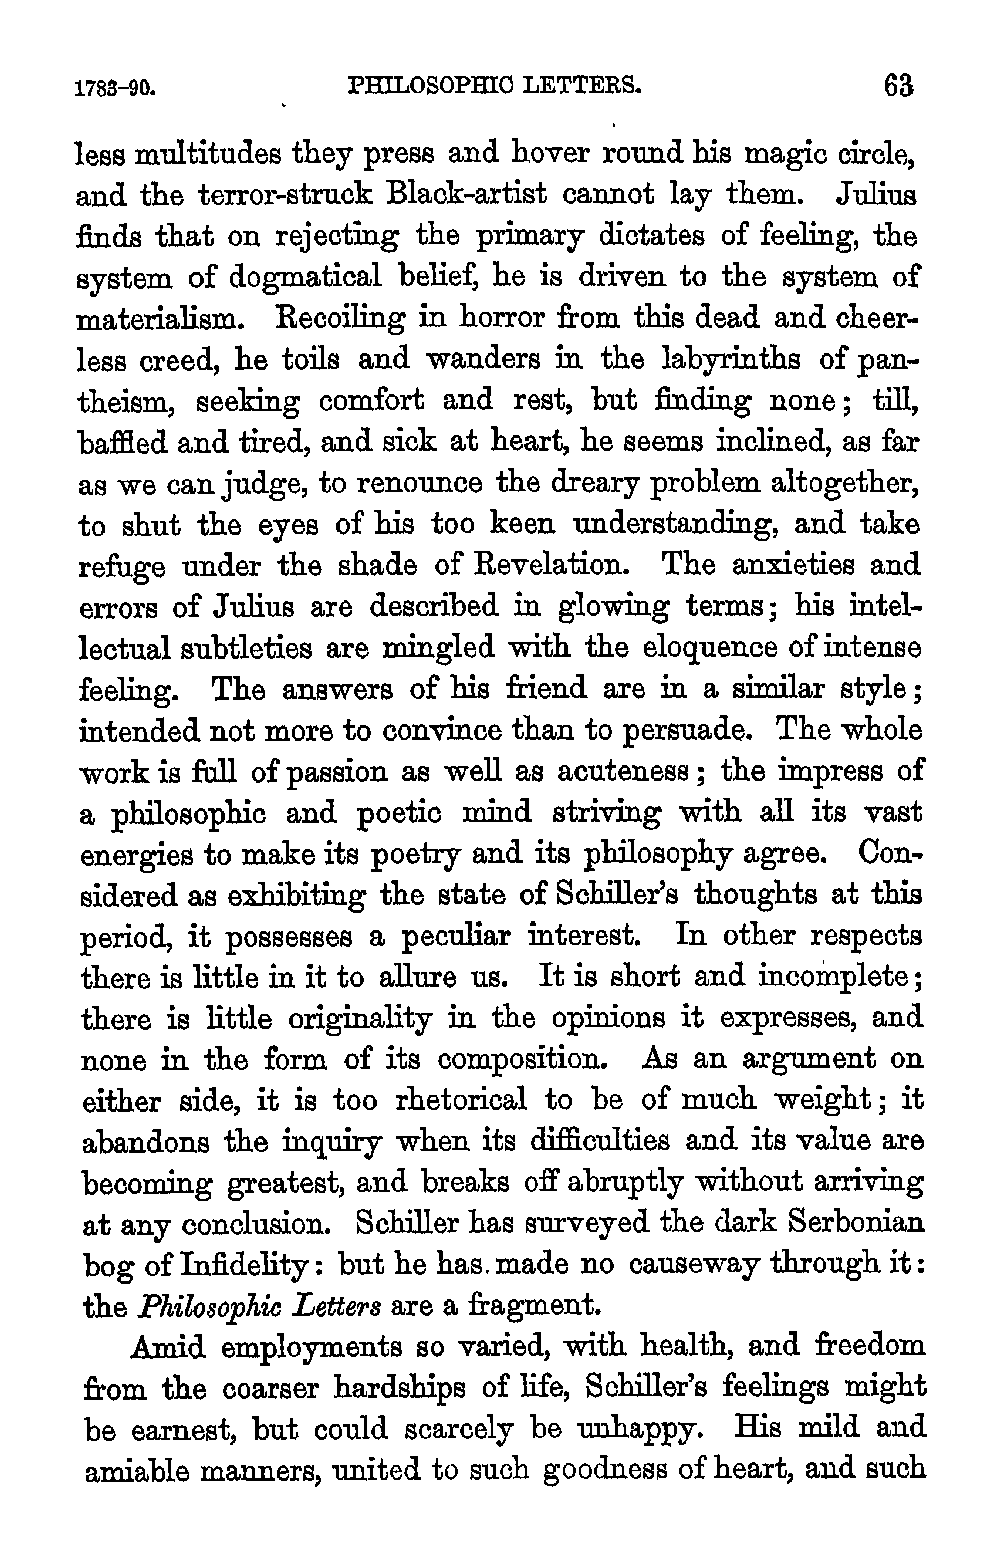 1783–90. PHILOSOPHIC LETTERS. 63
less multitudes they press and hover round his magic circle,
and the terror-struck Black-artist cannot lay them. Julius
finds that on rejecting the primary dictates of feeling, the
system of dogmatical belief, he is driven to the system of
materialism. Recoiling in horror from this dead and cheer-
less creed, he toils and wanders in the labyrinths of pan-
theism, seeking comfort and rest, but finding none; till,
baffled and tired, and sick at heart, he seems inclined, as far
as we can judge, to renounce the dreary problem altogether,
to shut the eyes of his too keen understanding, and take
refuge under the shade of Revelation. The anxieties and
errors of Julius are described in glowing terms; his intel-
lectual subtleties are mingled with the eloquence of intense
feeling. The answers of his friend are in a similar style;
intended not more to convince than to persuade. The whole
work is full of passion as well as acuteness; the impress of
a philosophic and poetic mind striving with all its vast
energies to make its poetry and its philosophy agree. Con-
sidered as exhibiting the state of Schiller's thoughts at this
period, it possesses a peculiar interest. In other respects
there is little in it to allure us. It is short and incomplete;
there is little originality in the opinions it expresses, and
none in the form of its composition. As an argument on
either side, it is too rhetorical to be of much weight; it
abandons the inquiry when its difficulties and its value are
becoming greatest, and breaks off abruptly without arriving
at any conclusion. Schiller has surveyed the dark Serbonian
bog of Infidelity: but he has made no causeway through it:
the Philosophic Letters are a fragment.
Amid employments so varied, with health, and freedom
from the coarser hardships of life, Schiller's feelings might
be earnest, but could scarcely be unhappy. His mild and
amiable manners, united to such goodness of heart, and such